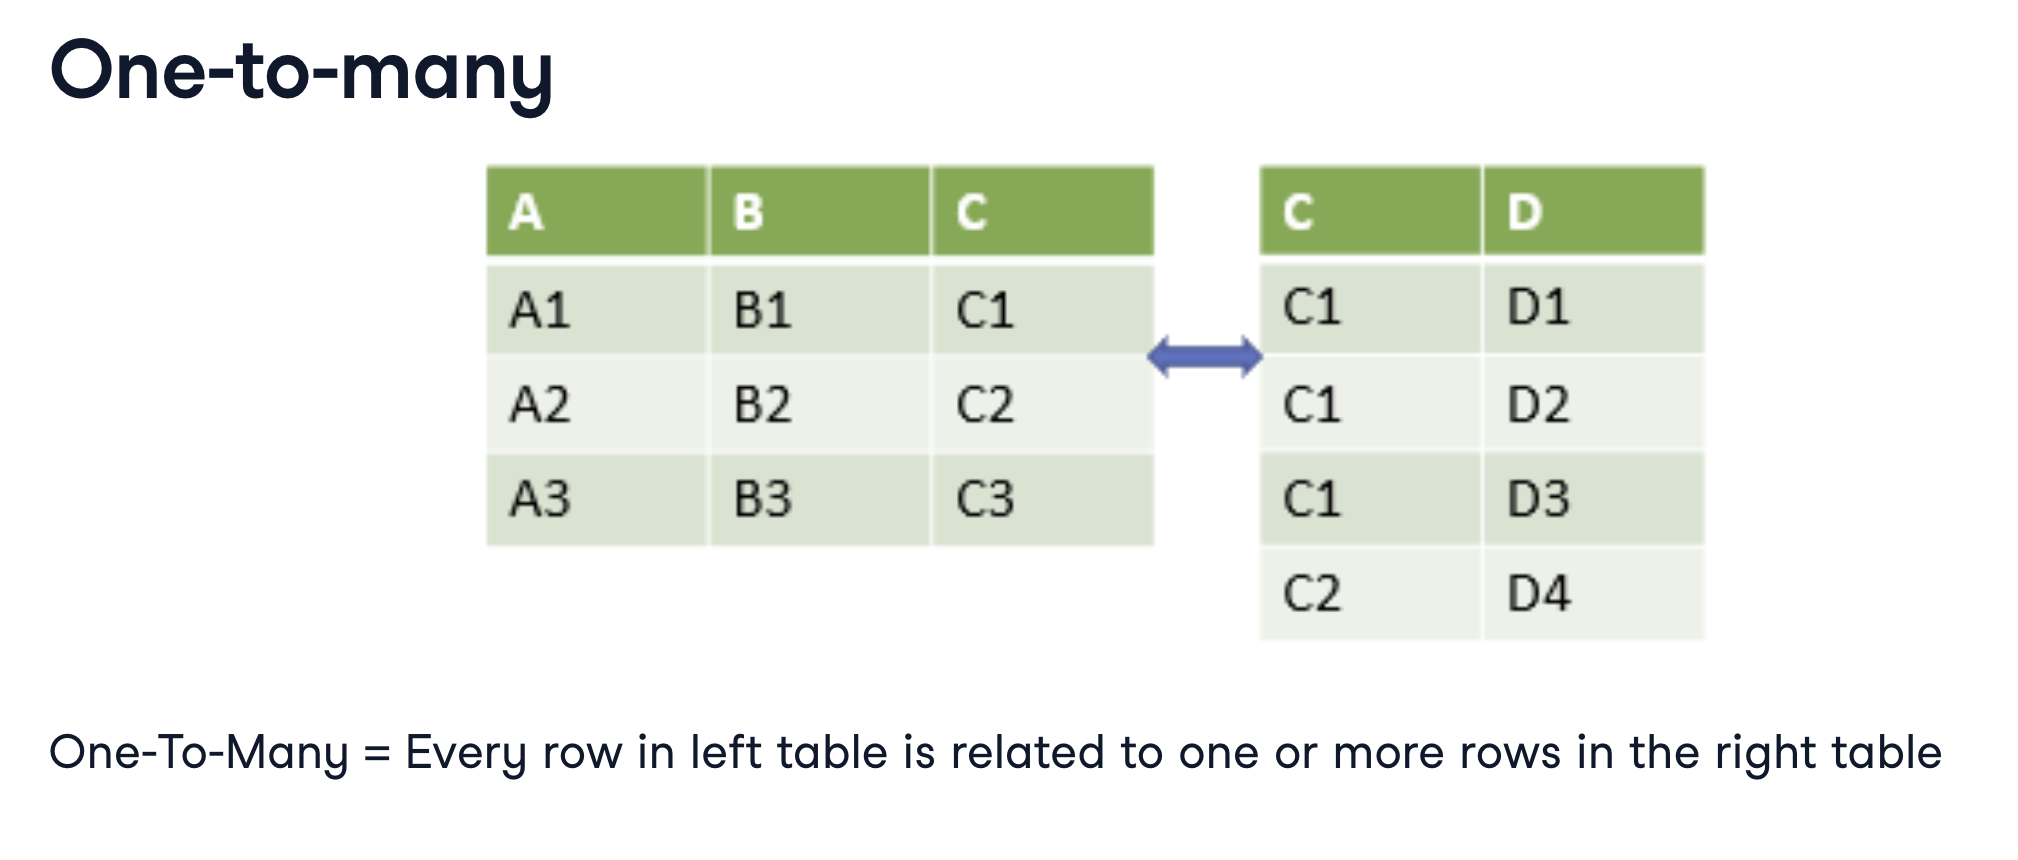 One-to-many
A B C C D
A1 B1 C1 C1 D1
A2 B2 C2 C1 D2
A3 B3 C3 C1 D3
C2 D4
One-To-Many = Every row in left table is related to one or more rows in the right table